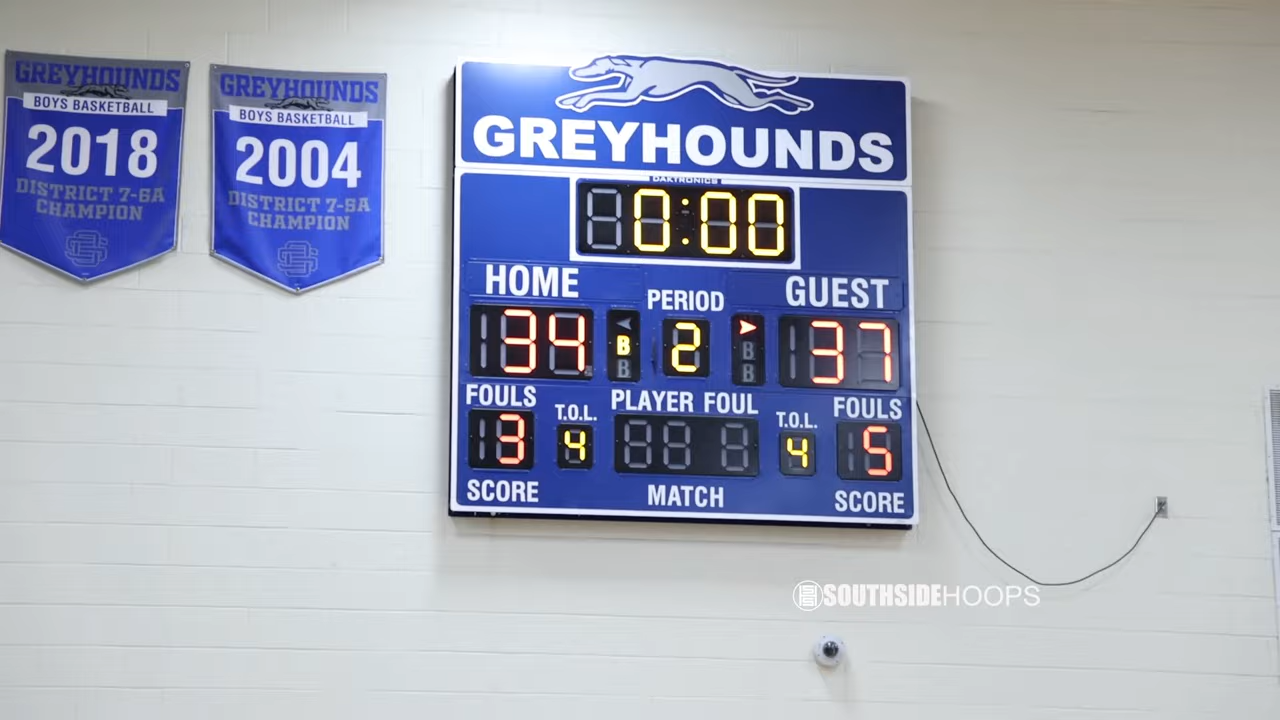 GREYHOUNDS
BOYS BASKETBALL
2018
DISTRICT 7-6A
CHAMPION
GREYHOUNDS
BOYS BASKETBALL
2004
DISTRICT 7-5A
CHAMPION
GREYHOUNDS
DAKTRONICS
0:00
HOME
PERIOD
GUEST
34
B
B
2
B
B
37
FOULS
T.O.L.
PLAYER FOUL
T.O.L.
FOULS
3
4
4
5
SCORE
MATCH
SCORE
SOUTHSIDEHOOPS